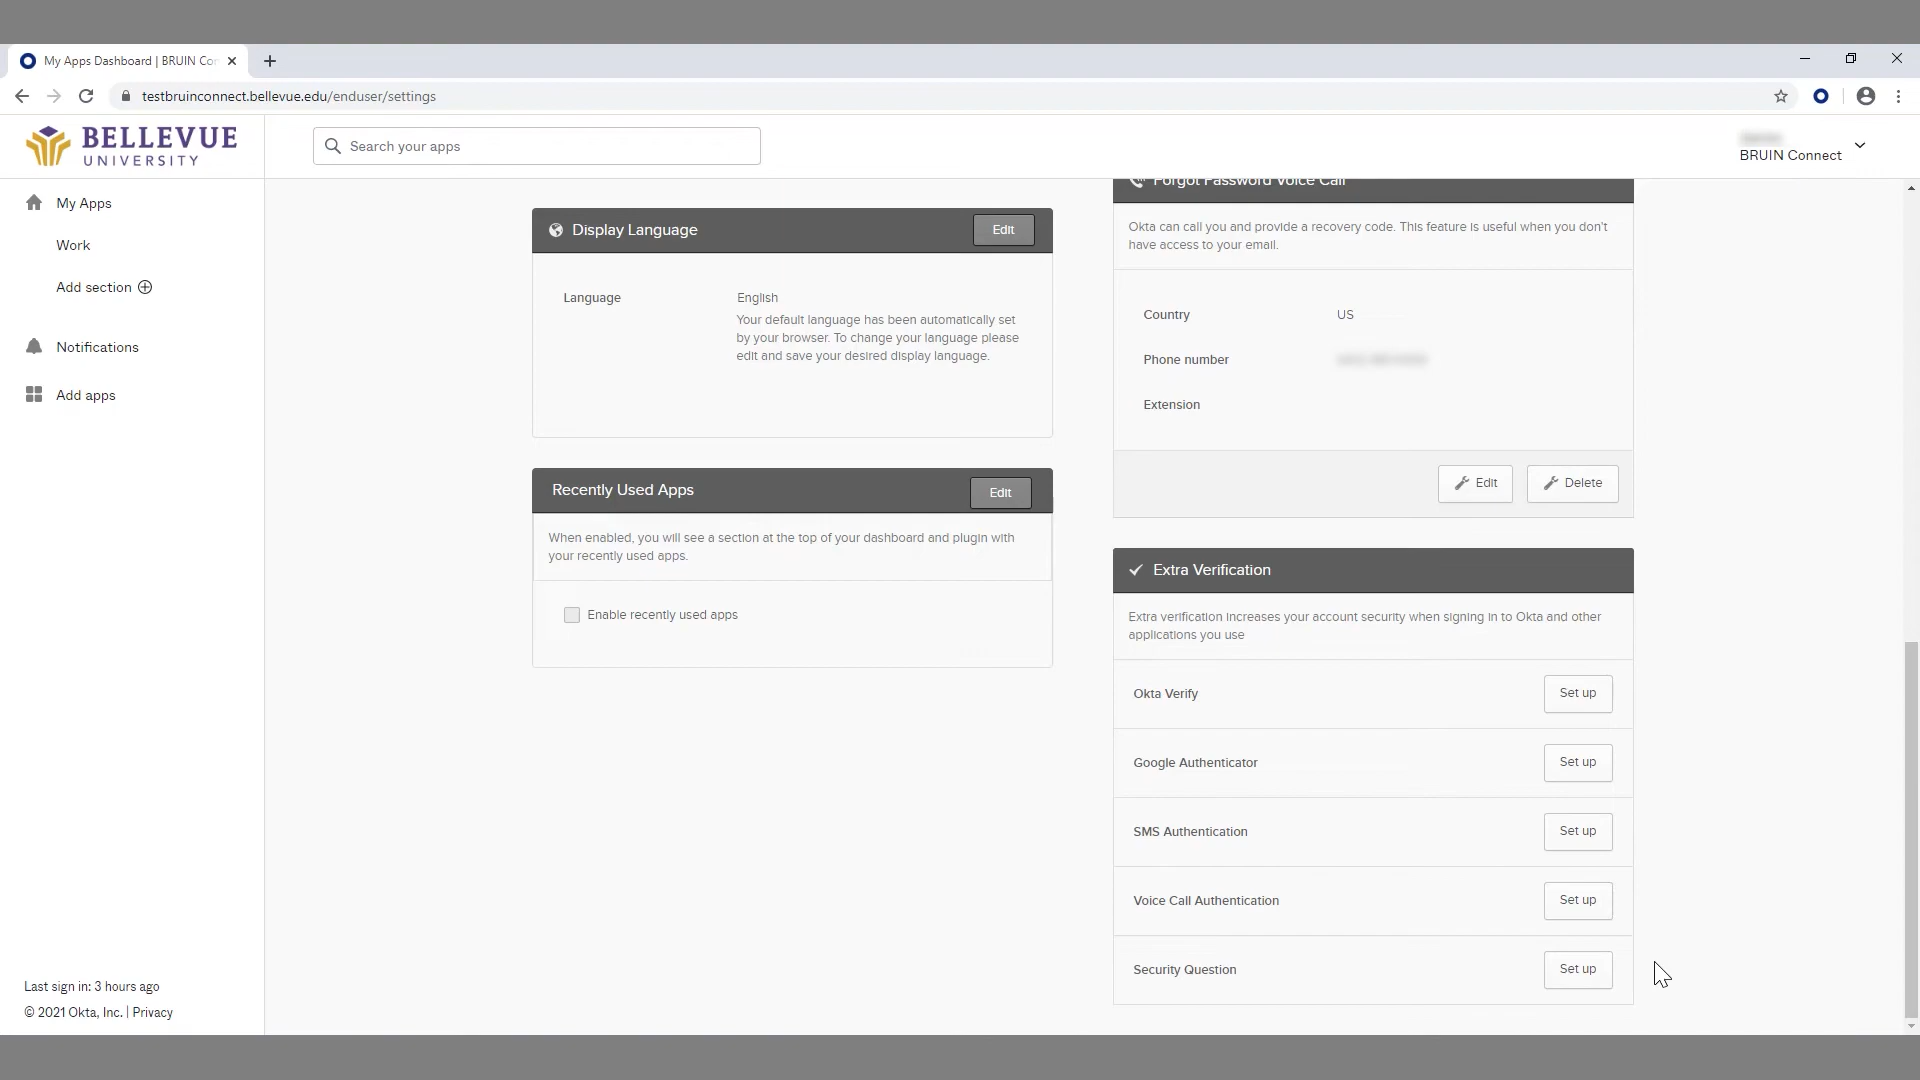 My Apps Dashboard | BRUIN Con
testbruinconnect.bellevue.edu/enduser/settings
BELLEVUE
UNIVERSITY
Search your apps
BRUIN Connect
My Apps
Work
Add section
Notifications
Add apps
Last sign in: 3 hours ago
© 2021 Okta, Inc. | Privacy
Display Language
Edit
Language
English
Your default language has been automatically set
by your browser. To change your language please
edit and save your desired display language.
Recently Used Apps
Edit
When enabled, you will see a section at the top of your dashboard and plugin with
your recently used apps.
Enable recently used apps
Forgot Password Voice Call
Okta can call you and provide a recovery code. This feature is useful when you don't
have access to your email.
Country
US
Phone number
Extension
Edit
Delete
Extra Verification
Extra verification increases your account security when signing in to Okta and other
applications you use
Okta Verify
Set up
Google Authenticator
Set up
SMS Authentication
Set up
Voice Call Authentication
Set up
Security Question
Set up